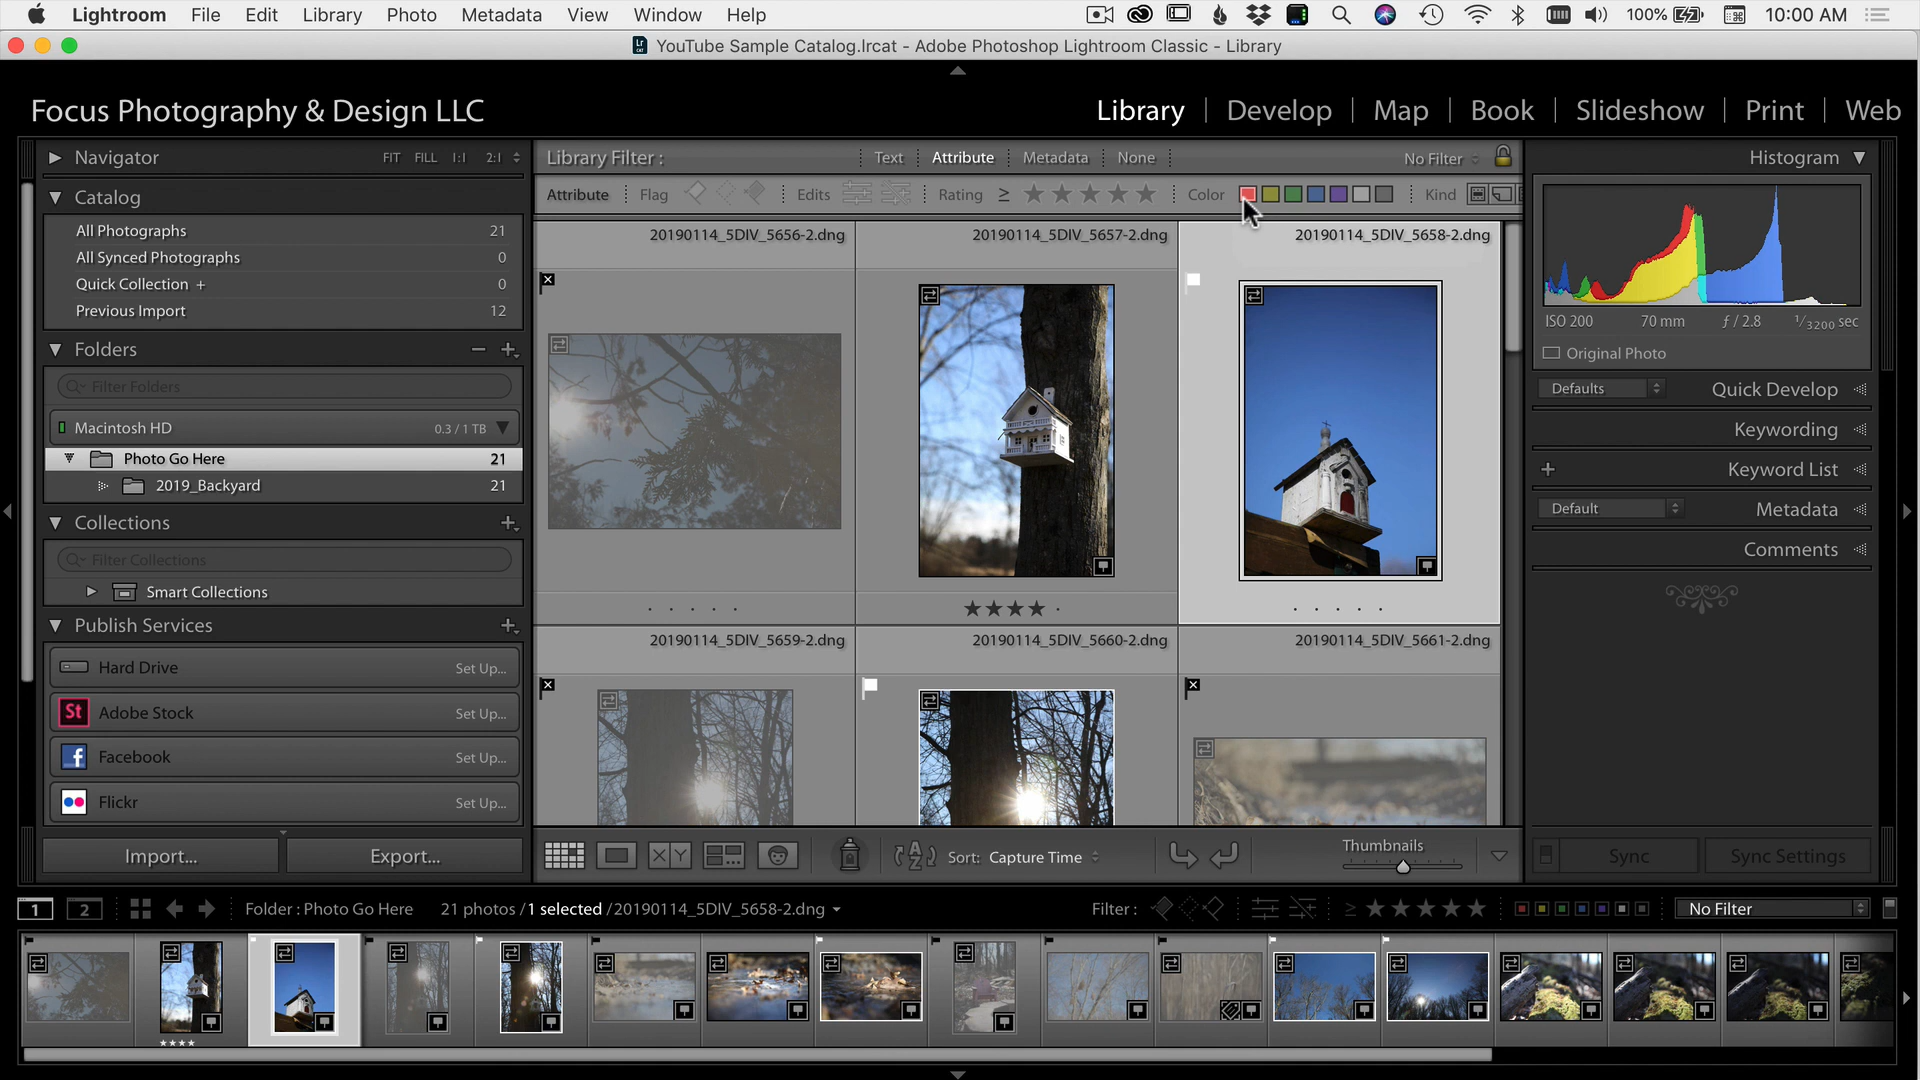 Lightroom File Edit Library Photo Metadata View Window Help 100% 10:00 AM
YouTube Sample Catalog.lrcat - Adobe Photoshop Lightroom Classic - Library
Focus Photography & Design LLC Library Develop Map Book Slideshow Print Web
Navigator FIT FILL 1:1 2:1
Catalog
All Photographs 21
All Synced Photographs 0
Quick Collection + 0
Previous Import 12
Folders
Filter Folders
Macintosh HD 0.3 / 1 TB
Photo Go Here 21
2019_Backyard 21
Collections
Filter Collections
Smart Collections
Publish Services
Hard Drive Set Up...
St Adobe Stock Set Up...
Facebook Set Up...
Flickr Set Up...
Import... Export...
Library Filter : Text Attribute Metadata None No Filter
Attribute Flag Edits Rating ≥ ★★★★★ Color Kind
20190114_5DIV_5656-2.dng 20190114_5DIV_5657-2.dng 20190114_5DIV_5658-2.dng
★★★★
20190114_5DIV_5659-2.dng 20190114_5DIV_5660-2.dng 20190114_5DIV_5661-2.dng
Sort: Capture Time Thumbnails
Histogram
ISO 200 70 mm ƒ / 2.8 1/3200 sec
Original Photo
Defaults Quick Develop
Keywording
+ Keyword List
Default Metadata
Comments
Sync Sync Settings
1 2 Folder : Photo Go Here 21 photos / 1 selected / 20190114_5DIV_5658-2.dng Filter : ≥ ★★★★★ No Filter
★★★★